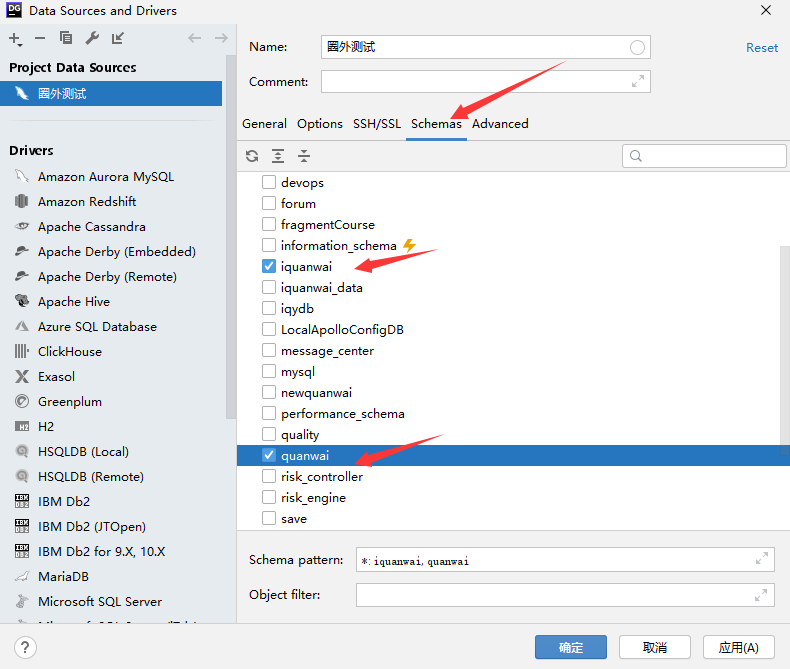 DG Data Sources and Drivers
Project Data Sources
圈外测试
Drivers
Amazon Aurora MySQL
Amazon Redshift
Apache Cassandra
Apache Derby (Embedded)
Apache Derby (Remote)
Apache Hive
Azure SQL Database
ClickHouse
Exasol
Greenplum
H2
HSQLDB (Local)
HSQLDB (Remote)
IBM Db2
IBM Db2 (JTOpen)
IBM Db2 for 9.X, 10.X
MariaDB
Microsoft SQL Server
Name: 圈外测试
Reset
Comment:
General Options SSH/SSL Schemas Advanced
devops
forum
fragmentCourse
information_schema
iquanwai
iquanwai_data
iqydb
LocalApolloConfigDB
message_center
mysql
newquanwai
performance_schema
quality
quanwai
risk_controller
risk_engine
save
Schema pattern: *:iquanwai,quanwai
Object filter:
?
确定 取消 应用(A)